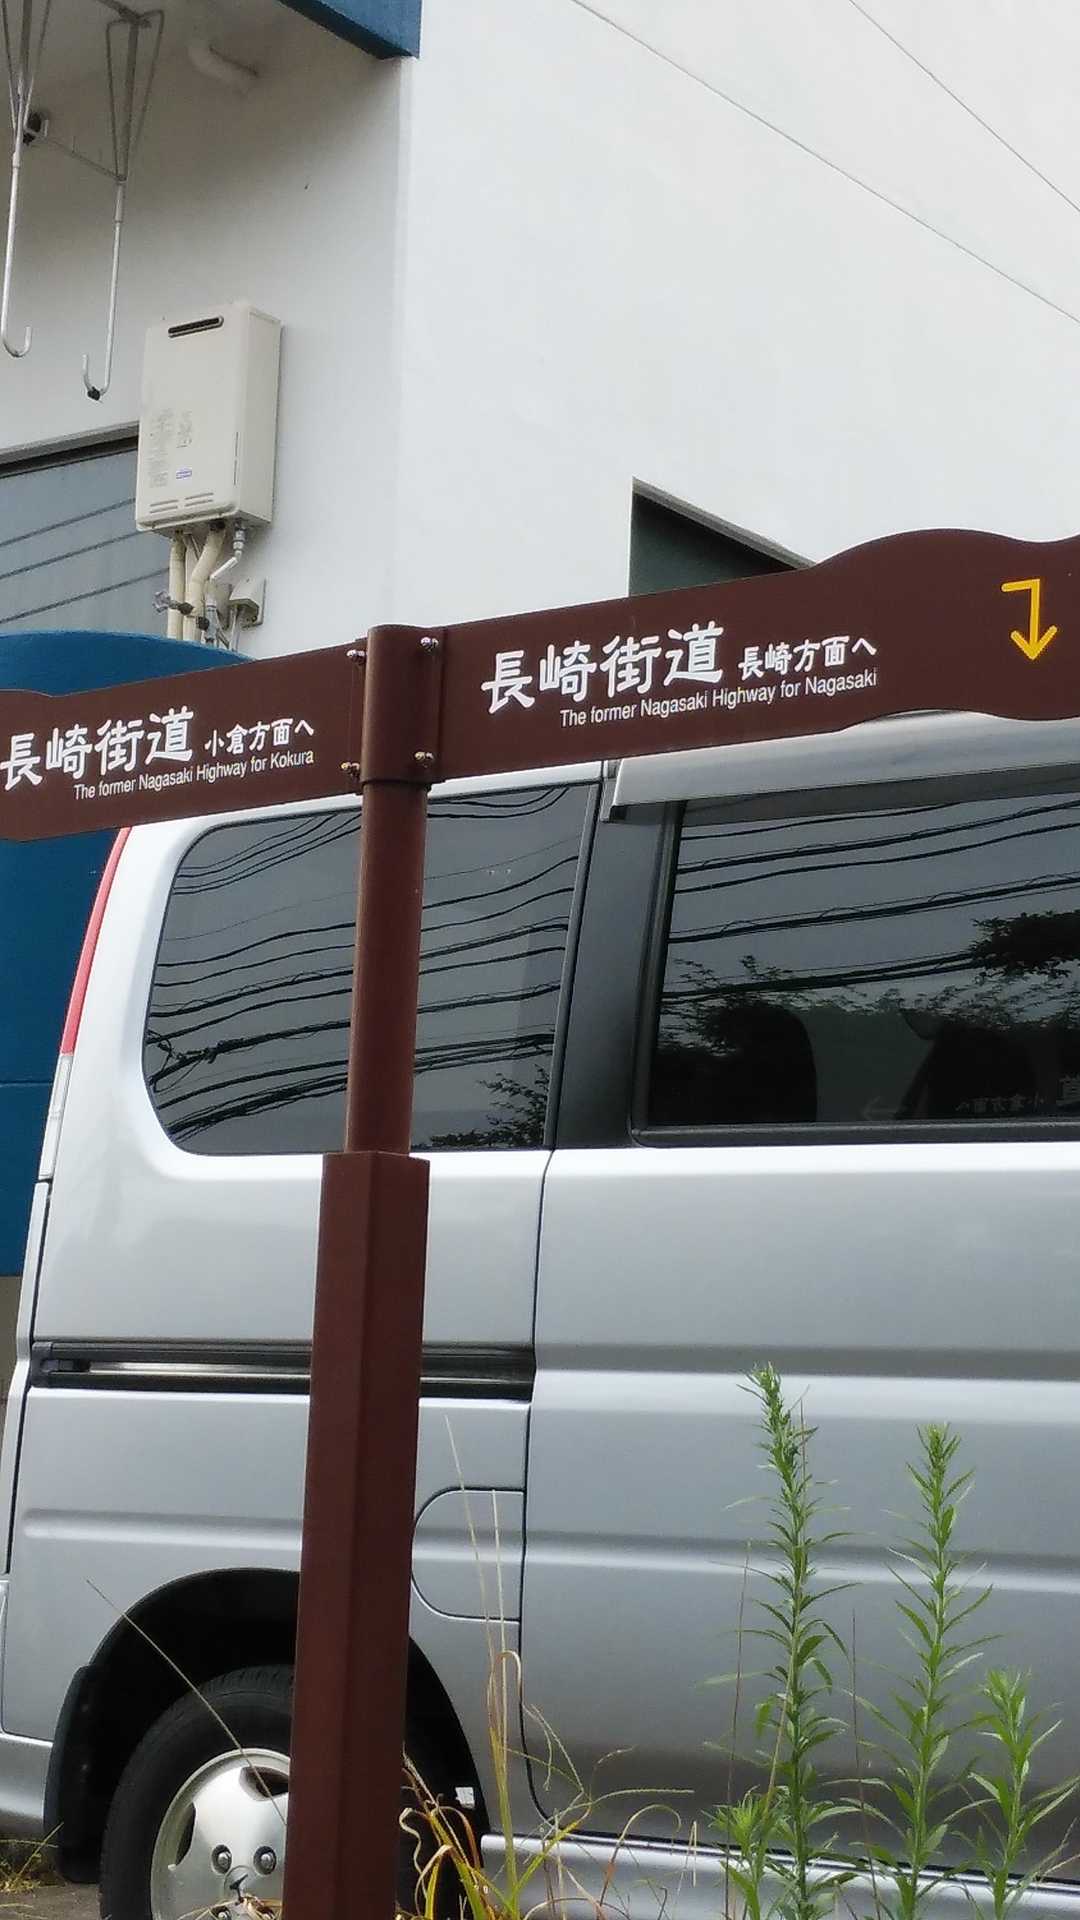 長崎街道 小倉方面へ
The former Nagasaki Highway for Kokura
長崎街道 長崎方面へ
The former Nagasaki Highway for Nagasaki